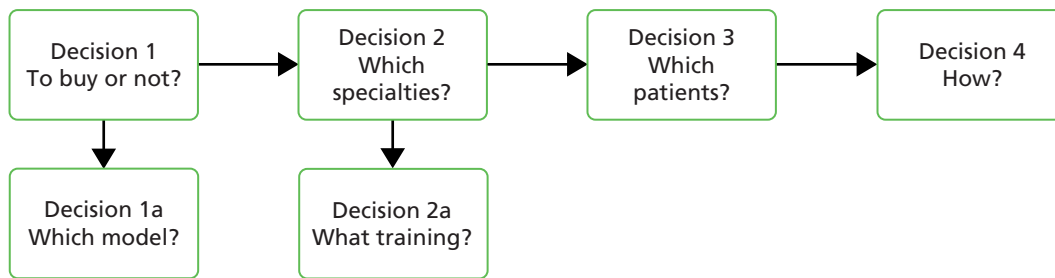 Decision 1
To buy or not?
Decision 2
Which
specialties?
Decision 3
Which
patients?
Decision 4
How?
Decision 1a
Which model?
Decision 2a
What training?